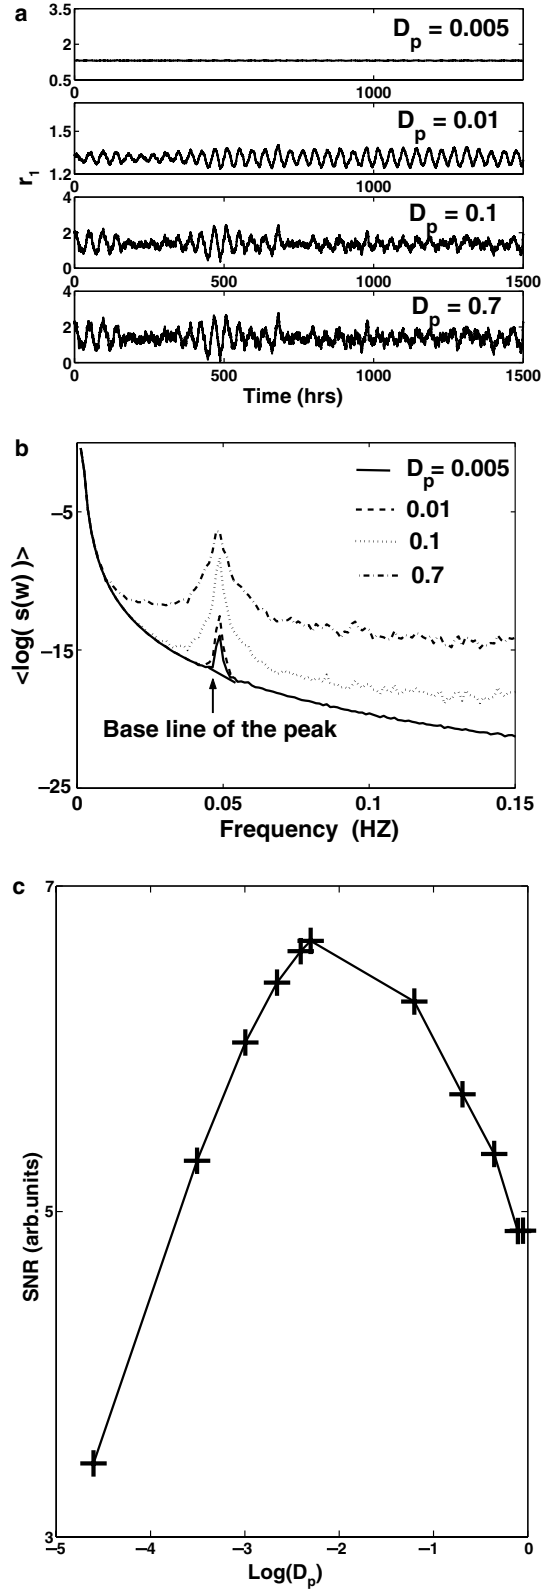 a
3.5
2
0.5
D_p = 0.005
0 1000
1.5
1.2
D_p = 0.01
0 1000
r_1
4
2
0
D_p = 0.1
0 500 1000 1500
4
2
0
D_p = 0.7
0 500 1000 1500
Time (hrs)
b
−5
−15
−25
<log( s(w) )>
D_p = 0.005
0.01
0.1
0.7
Base line of the peak
0 0.05 0.1 0.15
Frequency (HZ)
c
7
5
3
SNR (arb.units)
−5 −4 −3 −2 −1 0
Log(D_p)